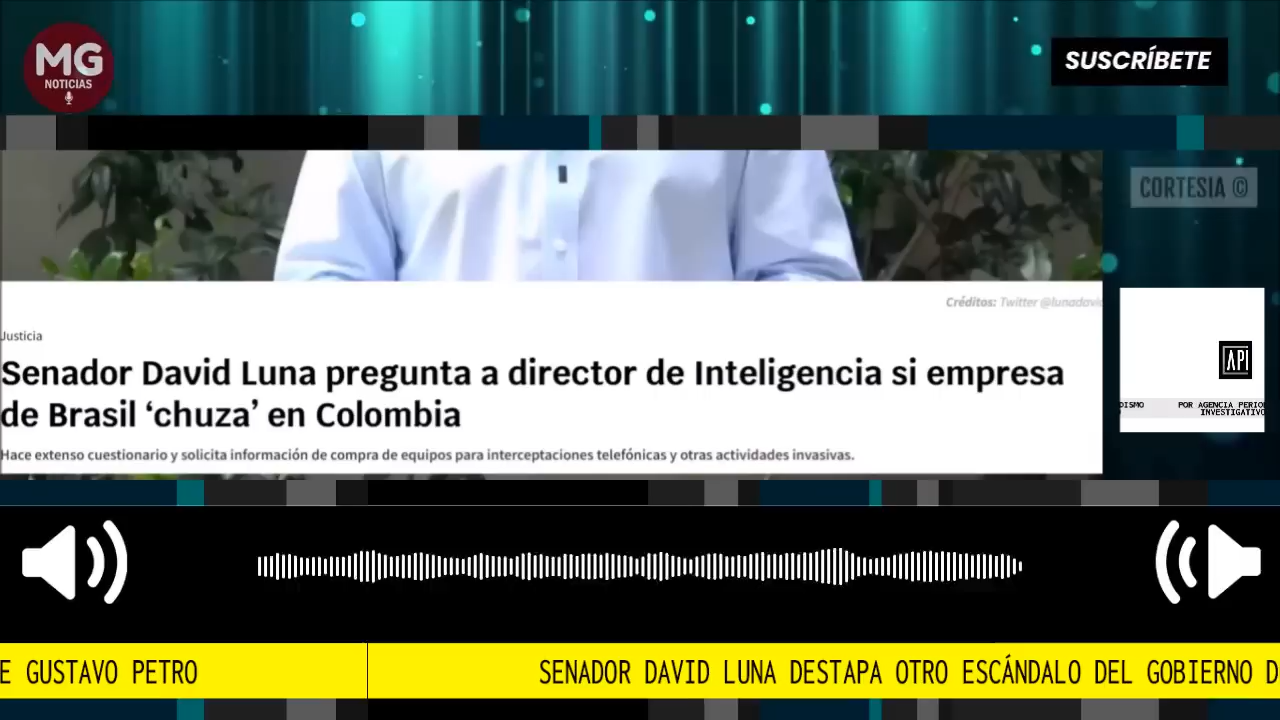 MG
NOTICIAS
SUSCRÍBETE
CORTESIA ©
Créditos: Twitter @lunadavid
Justicia
Senador David Luna pregunta a director de Inteligencia si empresa
de Brasil ‘chuza’ en Colombia
Hace extenso cuestionario y solicita información de compra de equipos para interceptaciones telefónicas y otras actividades invasivas.
API
DISMO POR AGENCIA PERIO
INVESTIGATIVO
E GUSTAVO PETRO SENADOR DAVID LUNA DESTAPA OTRO ESCÁNDALO DEL GOBIERNO D